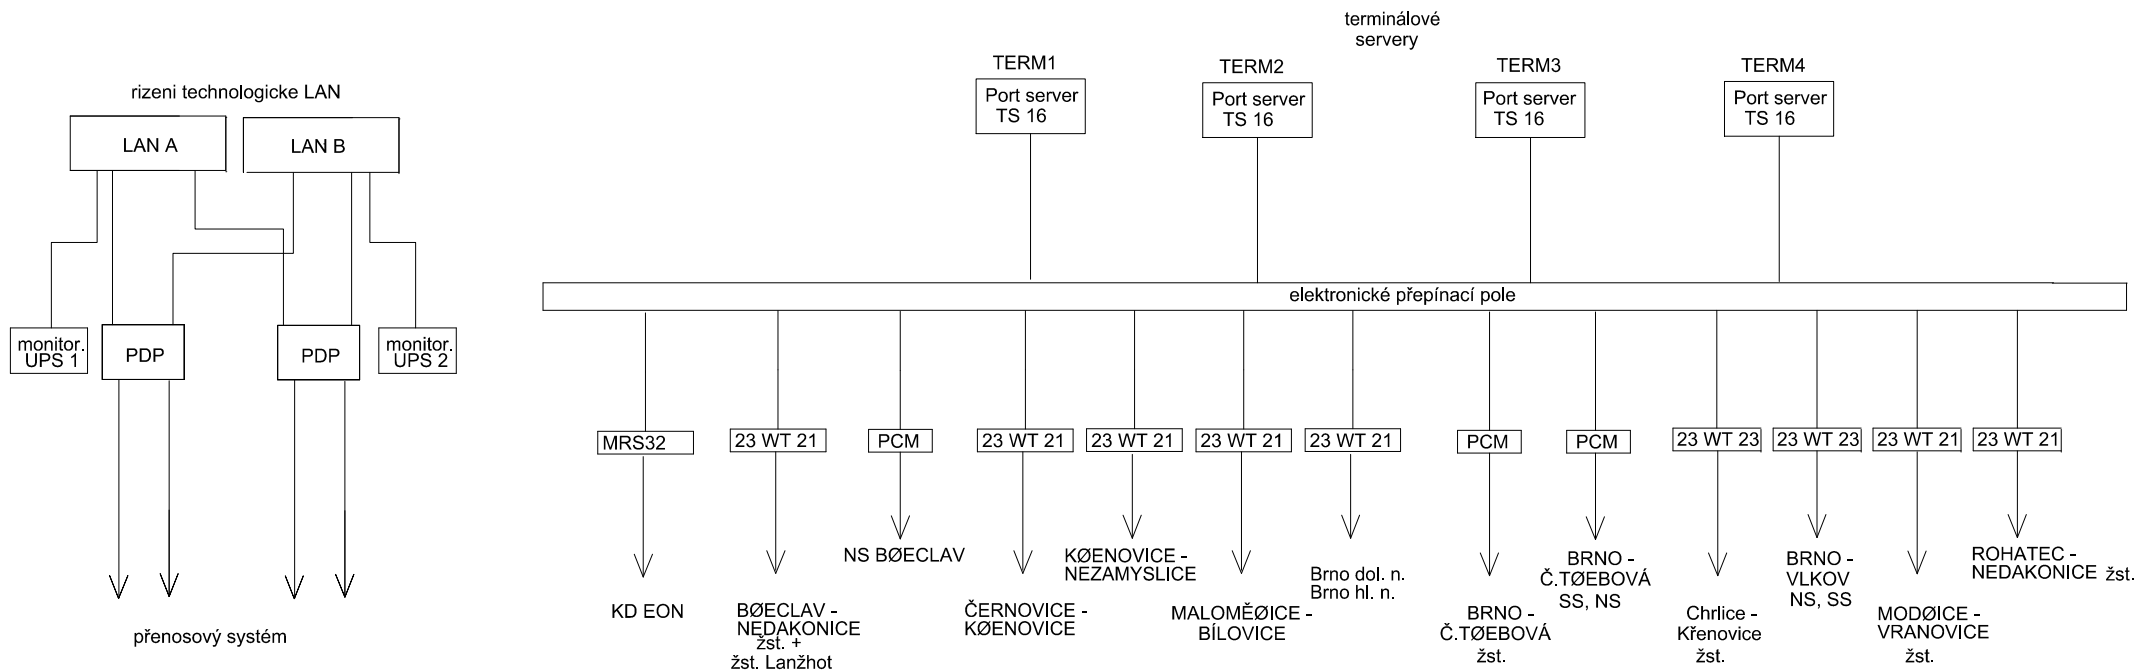 rizeni technologicke LAN
LAN A
LAN B
monitor.
UPS 1
PDP
PDP
monitor.
UPS 2
přenosový systém
terminálové
servery
TERM1
Port server
TS 16
TERM2
Port server
TS 16
TERM3
Port server
TS 16
TERM4
Port server
TS 16
elektronické přepínací pole
MRS32
23 WT 21
PCM
23 WT 21
23 WT 21
23 WT 21
23 WT 21
PCM
PCM
23 WT 23
23 WT 23
23 WT 21
23 WT 21
KD EON
BØECLAV -
NEDAKONICE
žst. +
žst. Lanžhot
NS BØECLAV
ČERNOVICE -
KØENOVICE
KØENOVICE -
NEZAMYSLICE
MALOMĚØICE -
BÍLOVICE
Brno dol. n.
Brno hl. n.
BRNO -
Č.TØEBOVÁ
žst.
BRNO -
Č.TØEBOVÁ
SS, NS
Chrlice -
Křenovice
žst.
BRNO -
VLKOV
NS, SS
MODØICE -
VRANOVICE
žst.
ROHATEC -
NEDAKONICE žst.